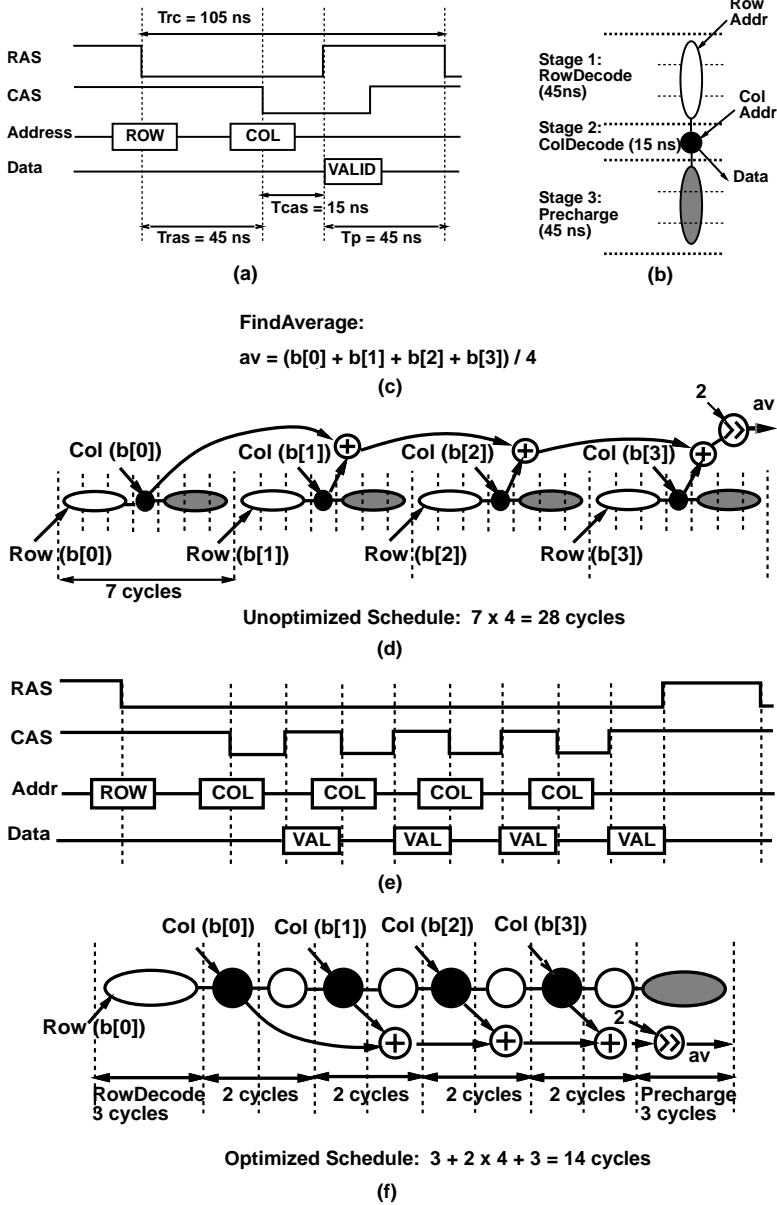 Trc = 105 ns
RAS
CAS
Address
ROW
COL
Data
VALID
Tcas = 15 ns
Tras = 45 ns
Tp = 45 ns
(a)
Row
Addr
Stage 1:
RowDecode
(45ns)
Col
Addr
Stage 2:
ColDecode (15 ns)
Data
Stage 3:
Precharge
(45 ns)
(b)
FindAverage:
av = (b[0] + b[1] + b[2] + b[3]) / 4
(c)
2
av
Col (b[0])
Col (b[1])
Col (b[2])
Col (b[3])
+
+
+
>>
Row (b[0])
Row (b[1])
Row (b[2])
Row (b[3])
7 cycles
Unoptimized Schedule: 7 x 4 = 28 cycles
(d)
RAS
CAS
Addr
ROW
COL
COL
COL
COL
Data
VAL
VAL
VAL
VAL
(e)
Col (b[0])
Col (b[1])
Col (b[2])
Col (b[3])
Row (b[0])
2
+
+
+
>>
av
RowDecode
3 cycles
2 cycles
2 cycles
2 cycles
2 cycles
Precharge
3 cycles
Optimized Schedule: 3 + 2 x 4 + 3 = 14 cycles
(f)